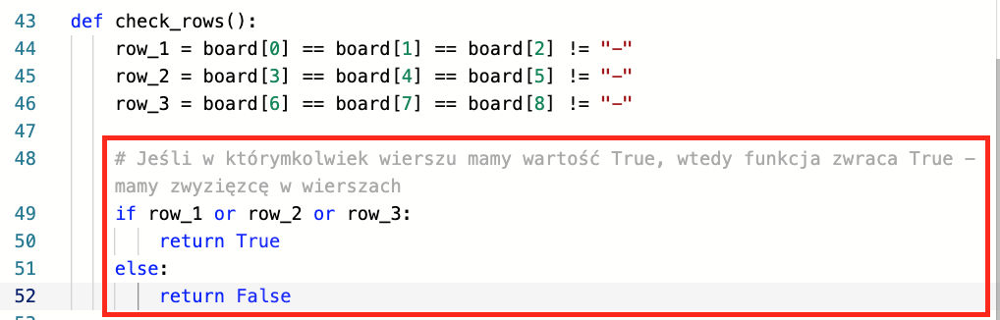 43 def check_rows():
44 row_1 = board[0] == board[1] == board[2] != "-"
45 row_2 = board[3] == board[4] == board[5] != "-"
46 row_3 = board[6] == board[7] == board[8] != "-"
47
48 # Jeśli w którymkolwiek wierszu mamy wartość True, wtedy funkcja zwraca True –
mamy zwyzięzcę w wierszach
49 if row_1 or row_2 or row_3:
50 return True
51 else:
52 return False